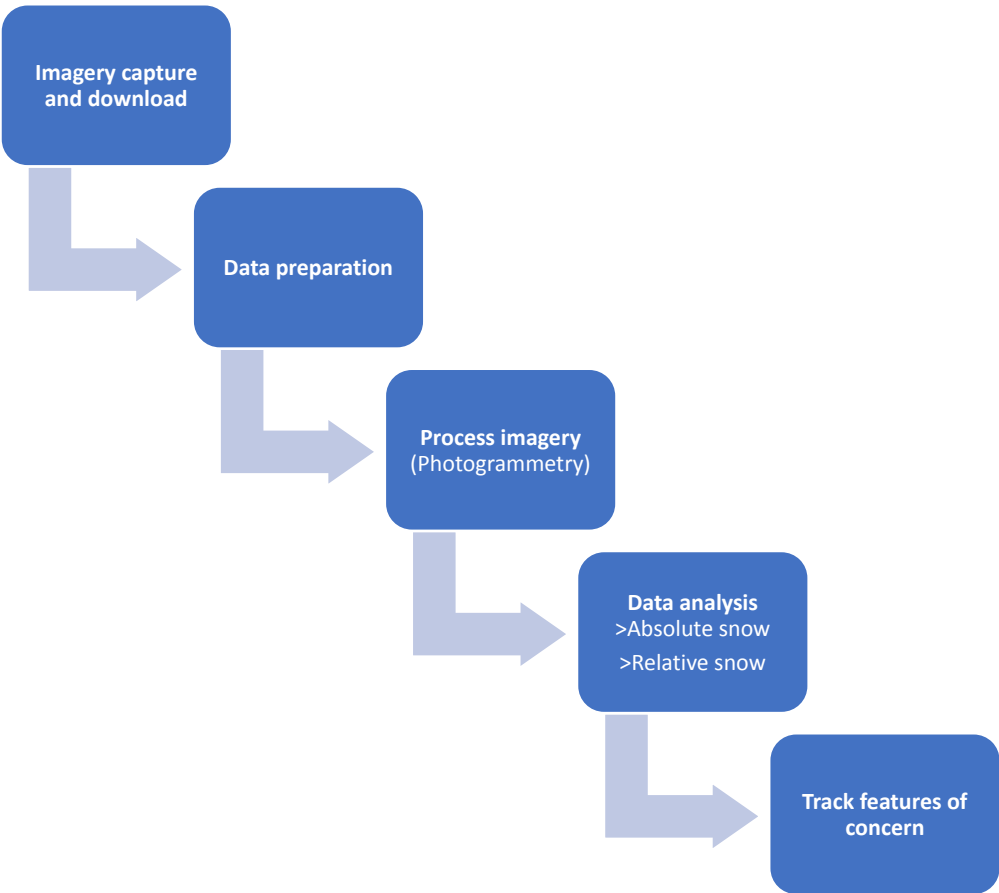 Imagery capture
and download
Data preparation
Process imagery
(Photogrammetry)
Data analysis
>Absolute snow
>Relative snow
Track features of
concern